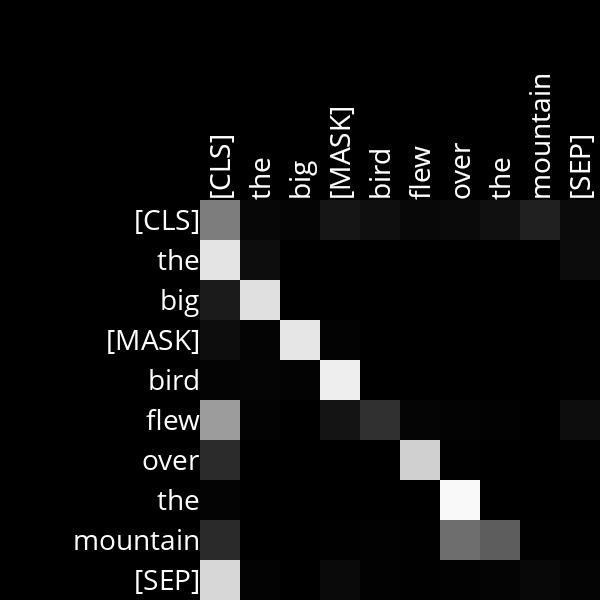 [CLS] the big [MASK] bird flew over the mountain [SEP]
[CLS]
the
big
[MASK]
bird
flew
over
the
mountain
[SEP]